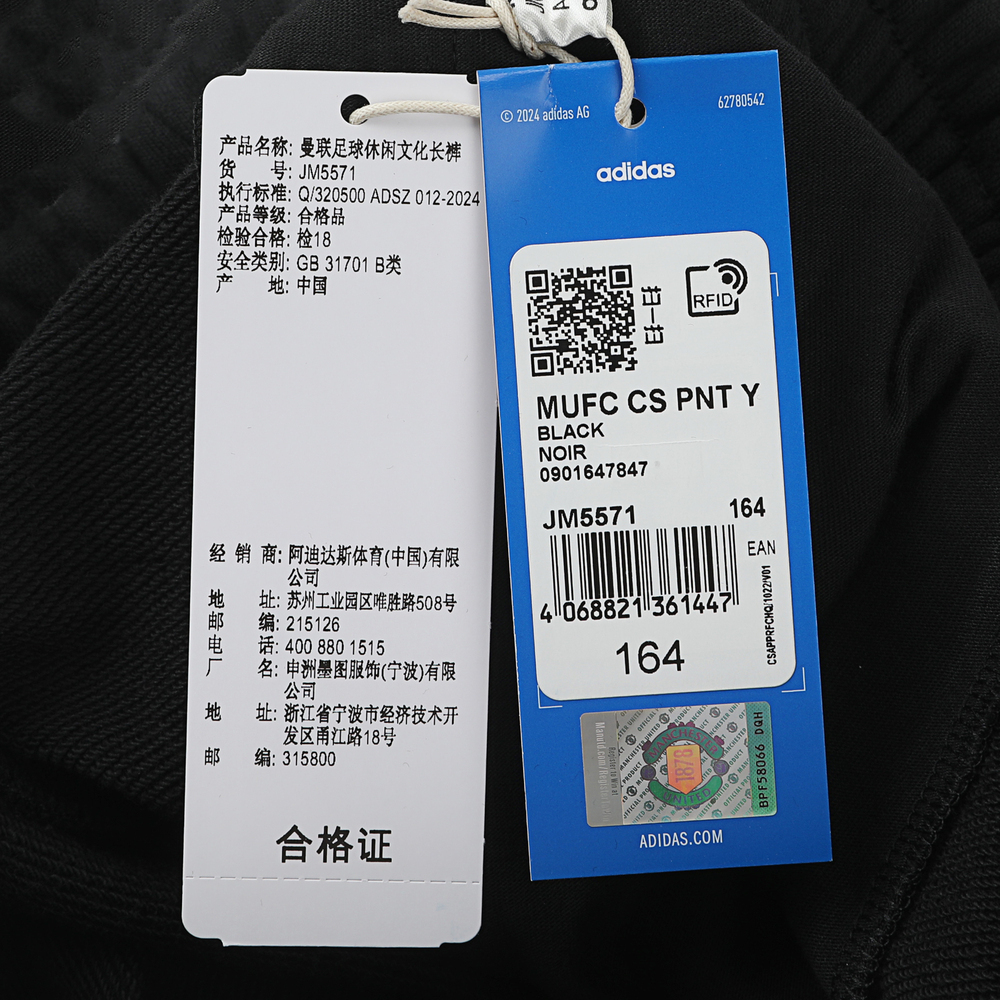 产品名称: 曼联足球休闲文化长裤
货 号: JM5571
执行标准: Q/320500 ADSZ 012-2024
产品等级: 合格品
检验合格: 检18
安全类别: GB 31701 B类
产 地: 中国
经 销 商: 阿迪达斯体育(中国)有限
公司
地 址: 苏州工业园区唯胜路508号
邮 编: 215126
电 话: 400 880 1515
厂 名: 申洲墨图服饰(宁波)有限
公司
地 址: 浙江省宁波市经济技术开
发区甬江路18号
邮 编: 315800
合格证
© 2024 adidas AG
62780542
adidas
扫一扫
RFID
MUFC CS PNT Y
BLACK
NOIR
0901647847
JM5571 164
EAN
4 068821 361447
CSAPPRFCHQ/1022/V01
164
MANCHESTER
1878
UNITED
BPF58066 DQH
ADIDAS.COM